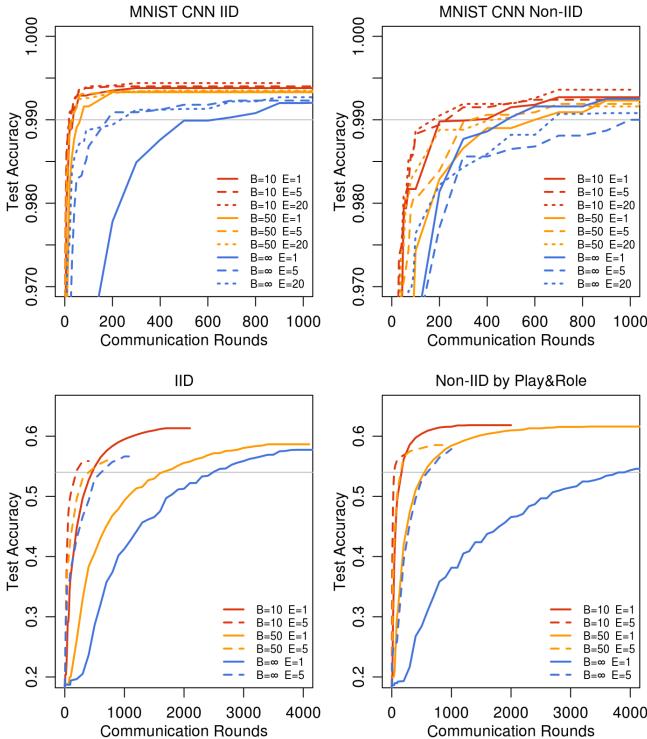 MNIST CNN IID
Test Accuracy
1.000
0.990
0.980
0.970
B=10 E=1
B=10 E=5
B=10 E=20
B=50 E=1
B=50 E=5
B=50 E=20
B=∞ E=1
B=∞ E=5
B=∞ E=20
0 200 400 600 800 1000
Communication Rounds
MNIST CNN Non-IID
Test Accuracy
1.000
0.990
0.980
0.970
B=10 E=1
B=10 E=5
B=10 E=20
B=50 E=1
B=50 E=5
B=50 E=20
B=∞ E=1
B=∞ E=5
B=∞ E=20
0 200 400 600 800 1000
Communication Rounds
IID
Test Accuracy
0.6
0.5
0.4
0.3
0.2
B=10 E=1
B=10 E=5
B=50 E=1
B=50 E=5
B=∞ E=1
B=∞ E=5
0 1000 2000 3000 4000
Communication Rounds
Non-IID by Play&Role
Test Accuracy
0.6
0.5
0.4
0.3
0.2
B=10 E=1
B=10 E=5
B=50 E=1
B=50 E=5
B=∞ E=1
B=∞ E=5
0 1000 2000 3000 4000
Communication Rounds